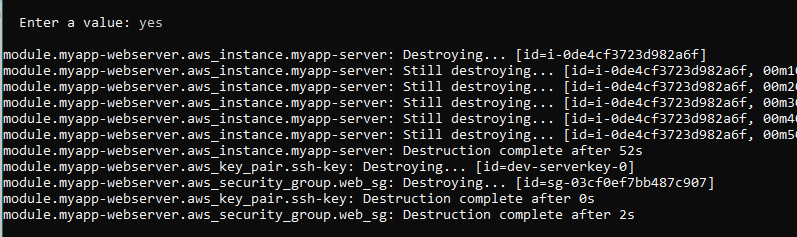 Enter a value: yes
module.myapp-webserver.aws_instance.myapp-server: Destroying... [id=i-0de4cf3723d982a6f]
module.myapp-webserver.aws_instance.myapp-server: Still destroying... [id=i-0de4cf3723d982a6f, 00m1
module.myapp-webserver.aws_instance.myapp-server: Still destroying... [id=i-0de4cf3723d982a6f, 00m2
module.myapp-webserver.aws_instance.myapp-server: Still destroying... [id=i-0de4cf3723d982a6f, 00m3
module.myapp-webserver.aws_instance.myapp-server: Still destroying... [id=i-0de4cf3723d982a6f, 00m4
module.myapp-webserver.aws_instance.myapp-server: Still destroying... [id=i-0de4cf3723d982a6f, 00m5
module.myapp-webserver.aws_instance.myapp-server: Destruction complete after 52s
module.myapp-webserver.aws_key_pair.ssh-key: Destroying... [id=dev-serverkey-0]
module.myapp-webserver.aws_security_group.web_sg: Destroying... [id=sg-03cf0ef7bb487c907]
module.myapp-webserver.aws_key_pair.ssh-key: Destruction complete after 0s
module.myapp-webserver.aws_security_group.web_sg: Destruction complete after 2s